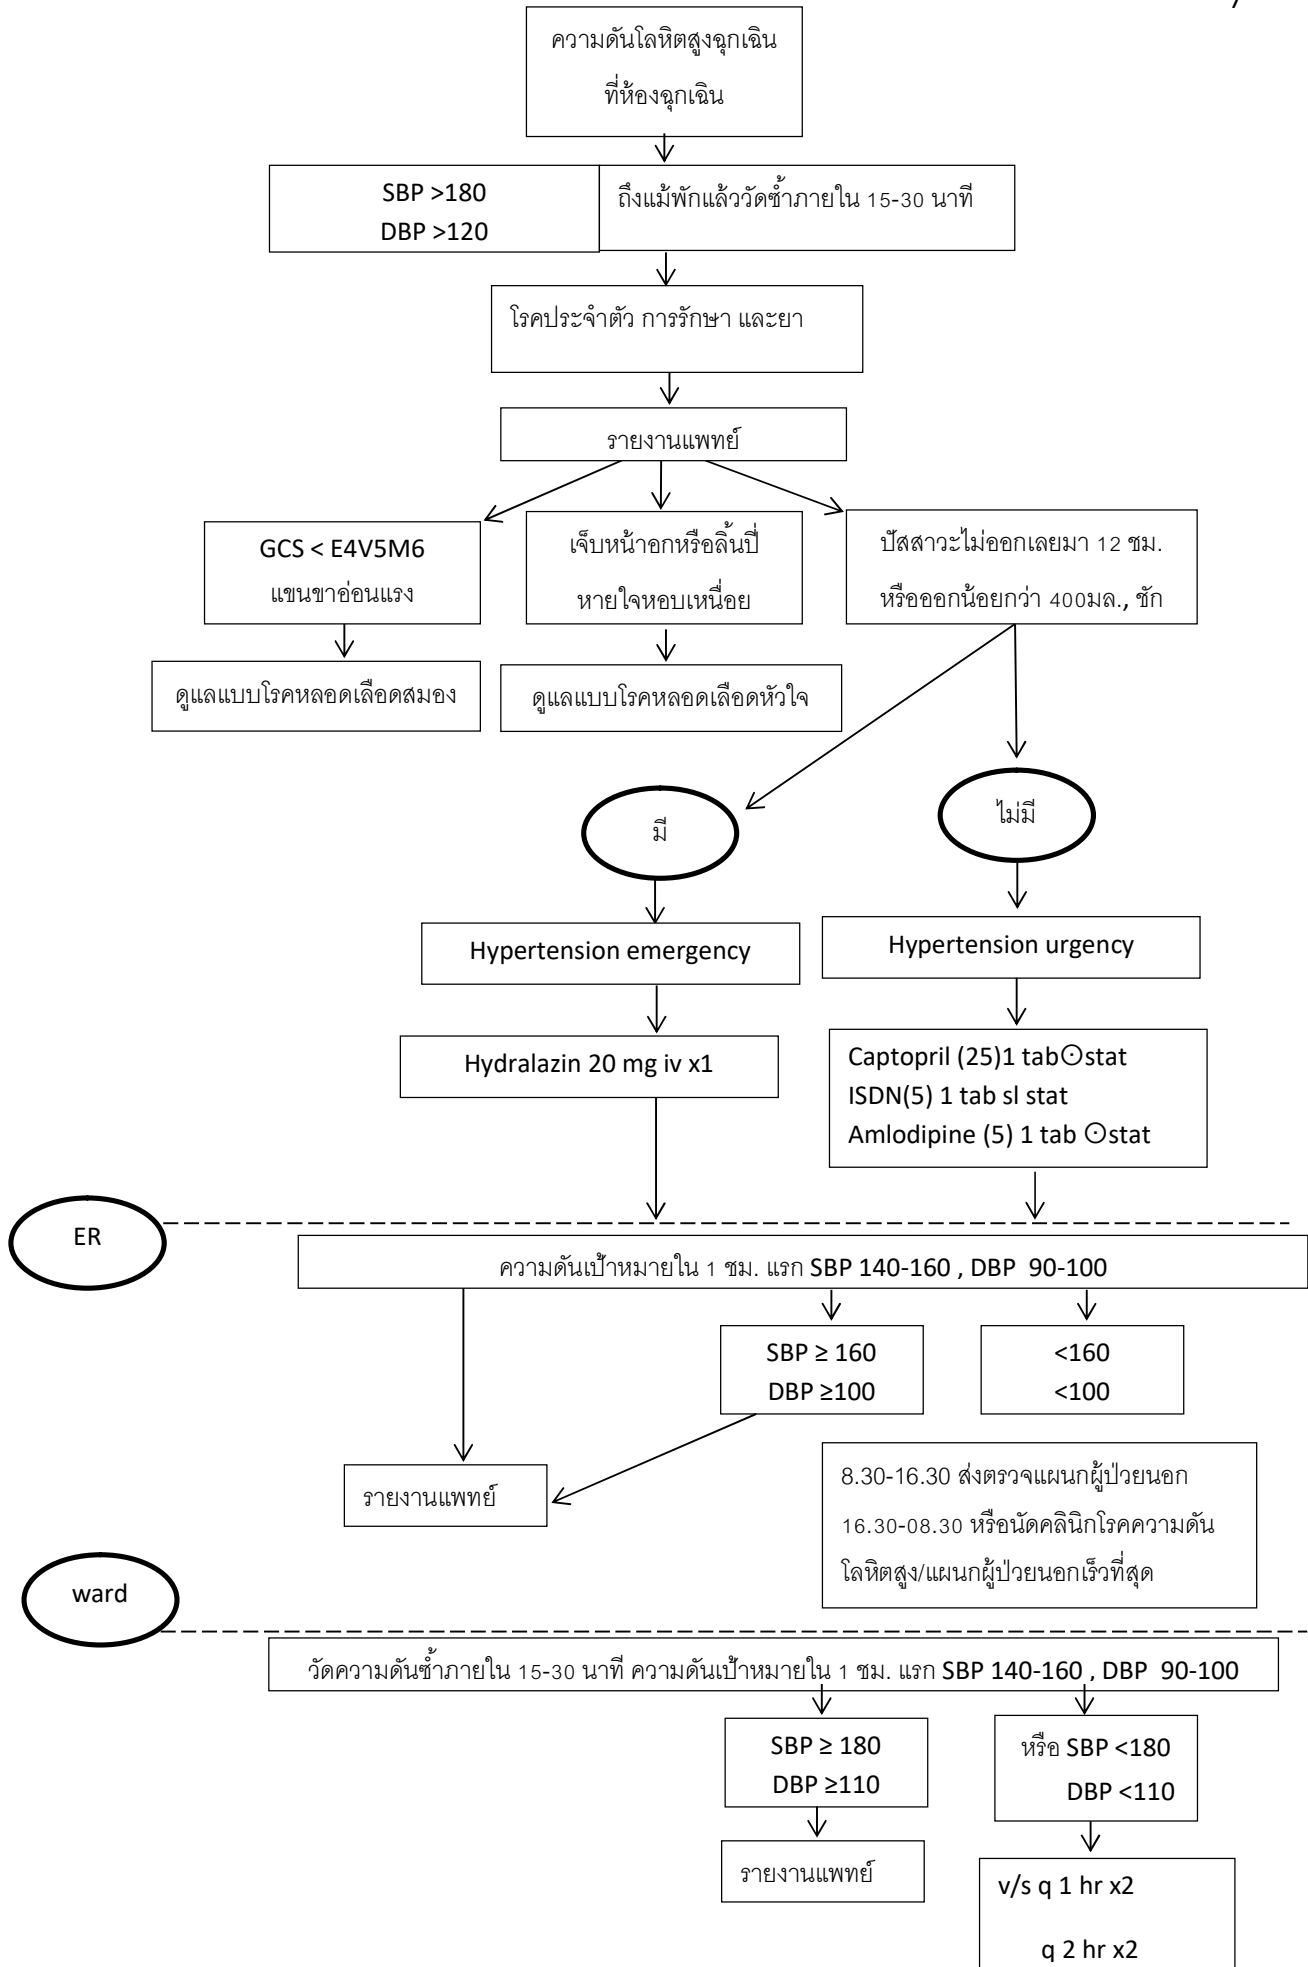 ความดันโลหิตสูงฉุกเฉิน
ที่ห้องฉุกเฉิน
SBP >180
DBP >120
ถึงแม้พักแล้ววัดซ้ำภายใน 15-30 นาที
โรคประจำตัว การรักษา และยา
รายงานแพทย์
GCS < E4V5M6
แขนขาอ่อนแรง
เจ็บหน้าอกหรือลิ้นปี่
หายใจหอบเหนื่อย
ปัสสาวะไม่ออกเลยมา 12 ชม.
หรือออกน้อยกว่า 400มล., ชัก
ดูแลแบบโรคหลอดเลือดสมอง
ดูแลแบบโรคหลอดเลือดหัวใจ
มี
ไม่มี
Hypertension emergency
Hypertension urgency
Hydralazin 20 mg iv x1
Captopril (25)1 tab⊙stat
ISDN(5) 1 tab sl stat
Amlodipine (5) 1 tab ⊙stat
ER
ความดันเป้าหมายใน 1 ชม. แรก SBP 140-160 , DBP 90-100
SBP ≥ 160
DBP ≥100
<160
<100
รายงานแพทย์
8.30-16.30 ส่งตรวจแผนกผู้ป่วยนอก
16.30-08.30 หรือนัดคลินิกโรคความดัน
โลหิตสูง/แผนกผู้ป่วยนอกเร็วที่สุด
ward
วัดความดันซ้ำภายใน 15-30 นาที ความดันเป้าหมายใน 1 ชม. แรก SBP 140-160 , DBP 90-100
SBP ≥ 180
DBP ≥110
หรือ SBP <180
DBP <110
รายงานแพทย์
v/s q 1 hr x2
q 2 hr x2